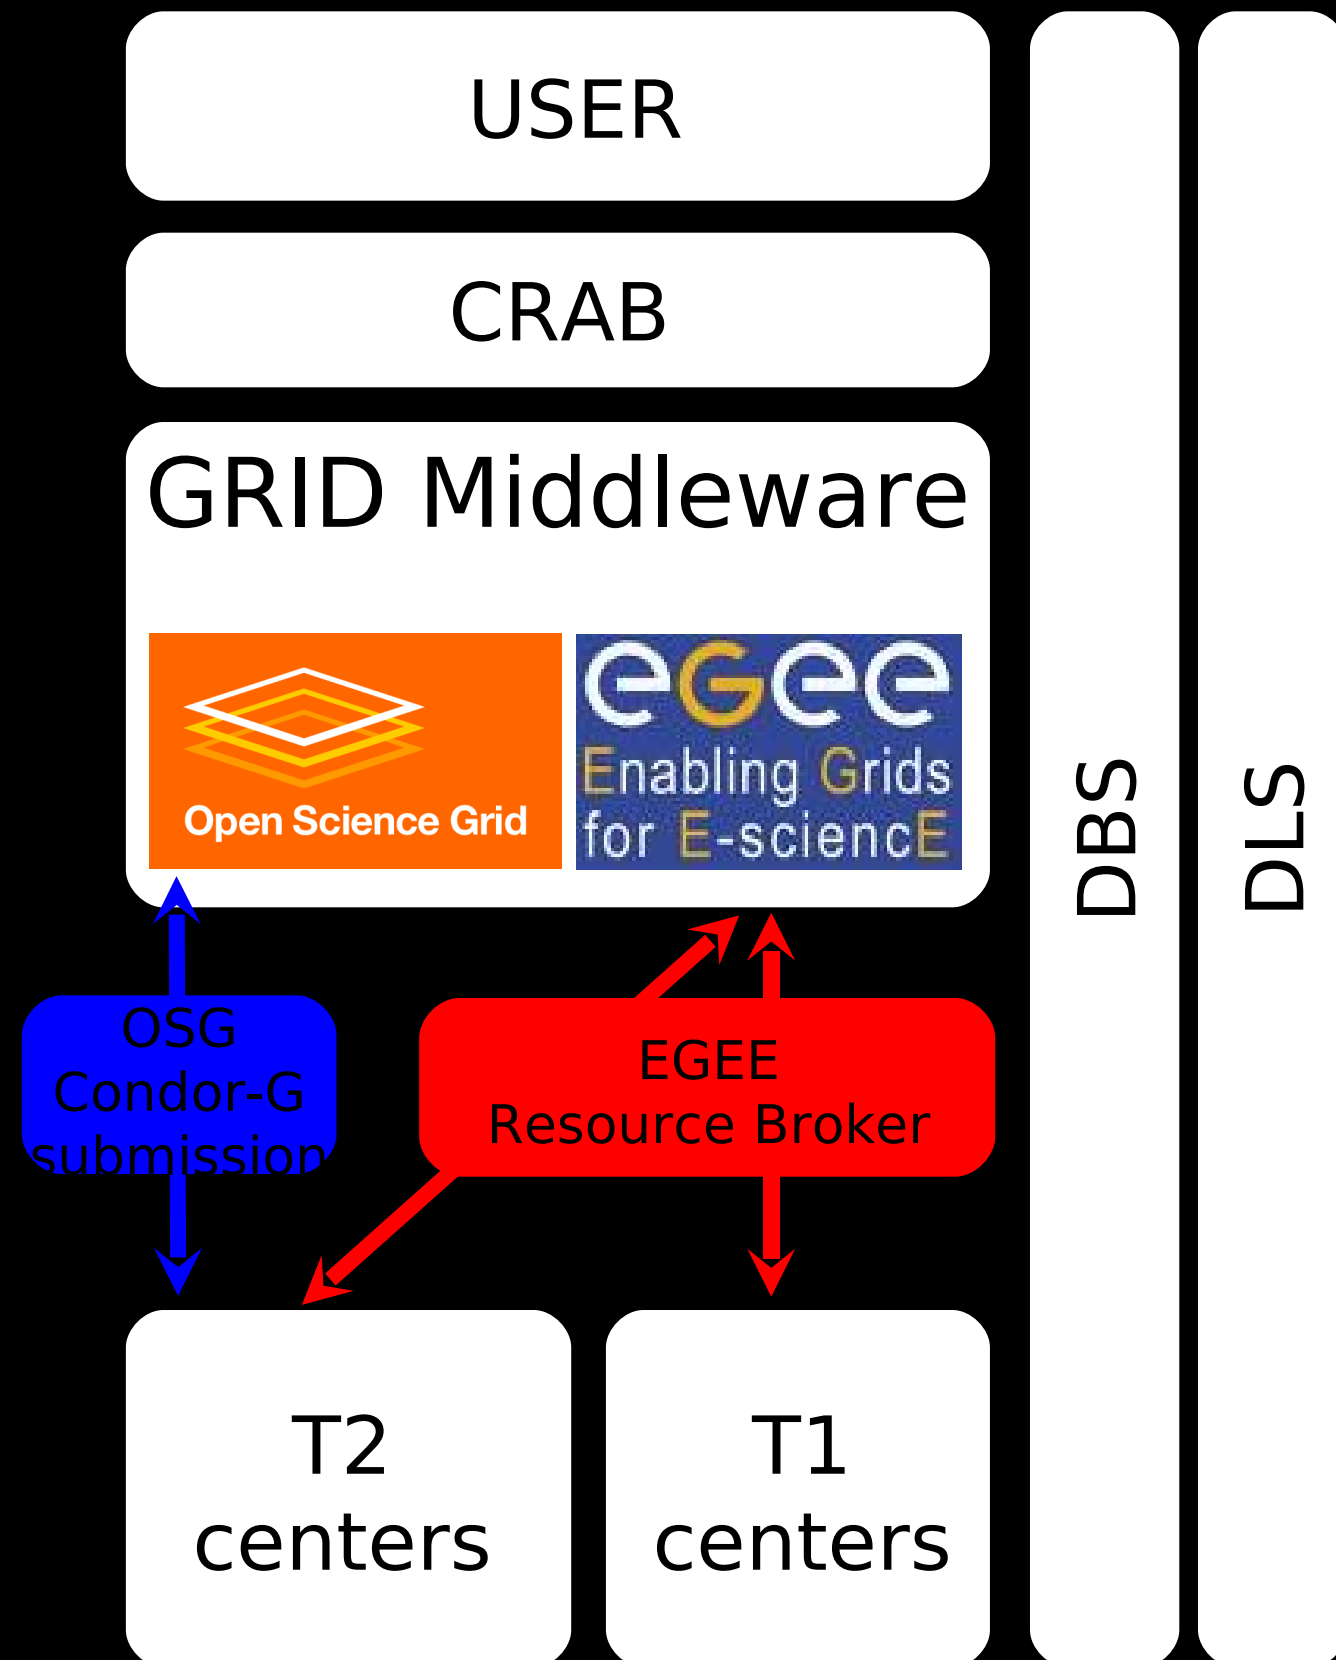 USER
CRAB
GRID Middleware
Open Science Grid
eGee
Enabling Grids
for E-sciencE
OSG
Condor-G
submission
EGEE
Resource Broker
T2
centers
T1
centers
DBS
DLS